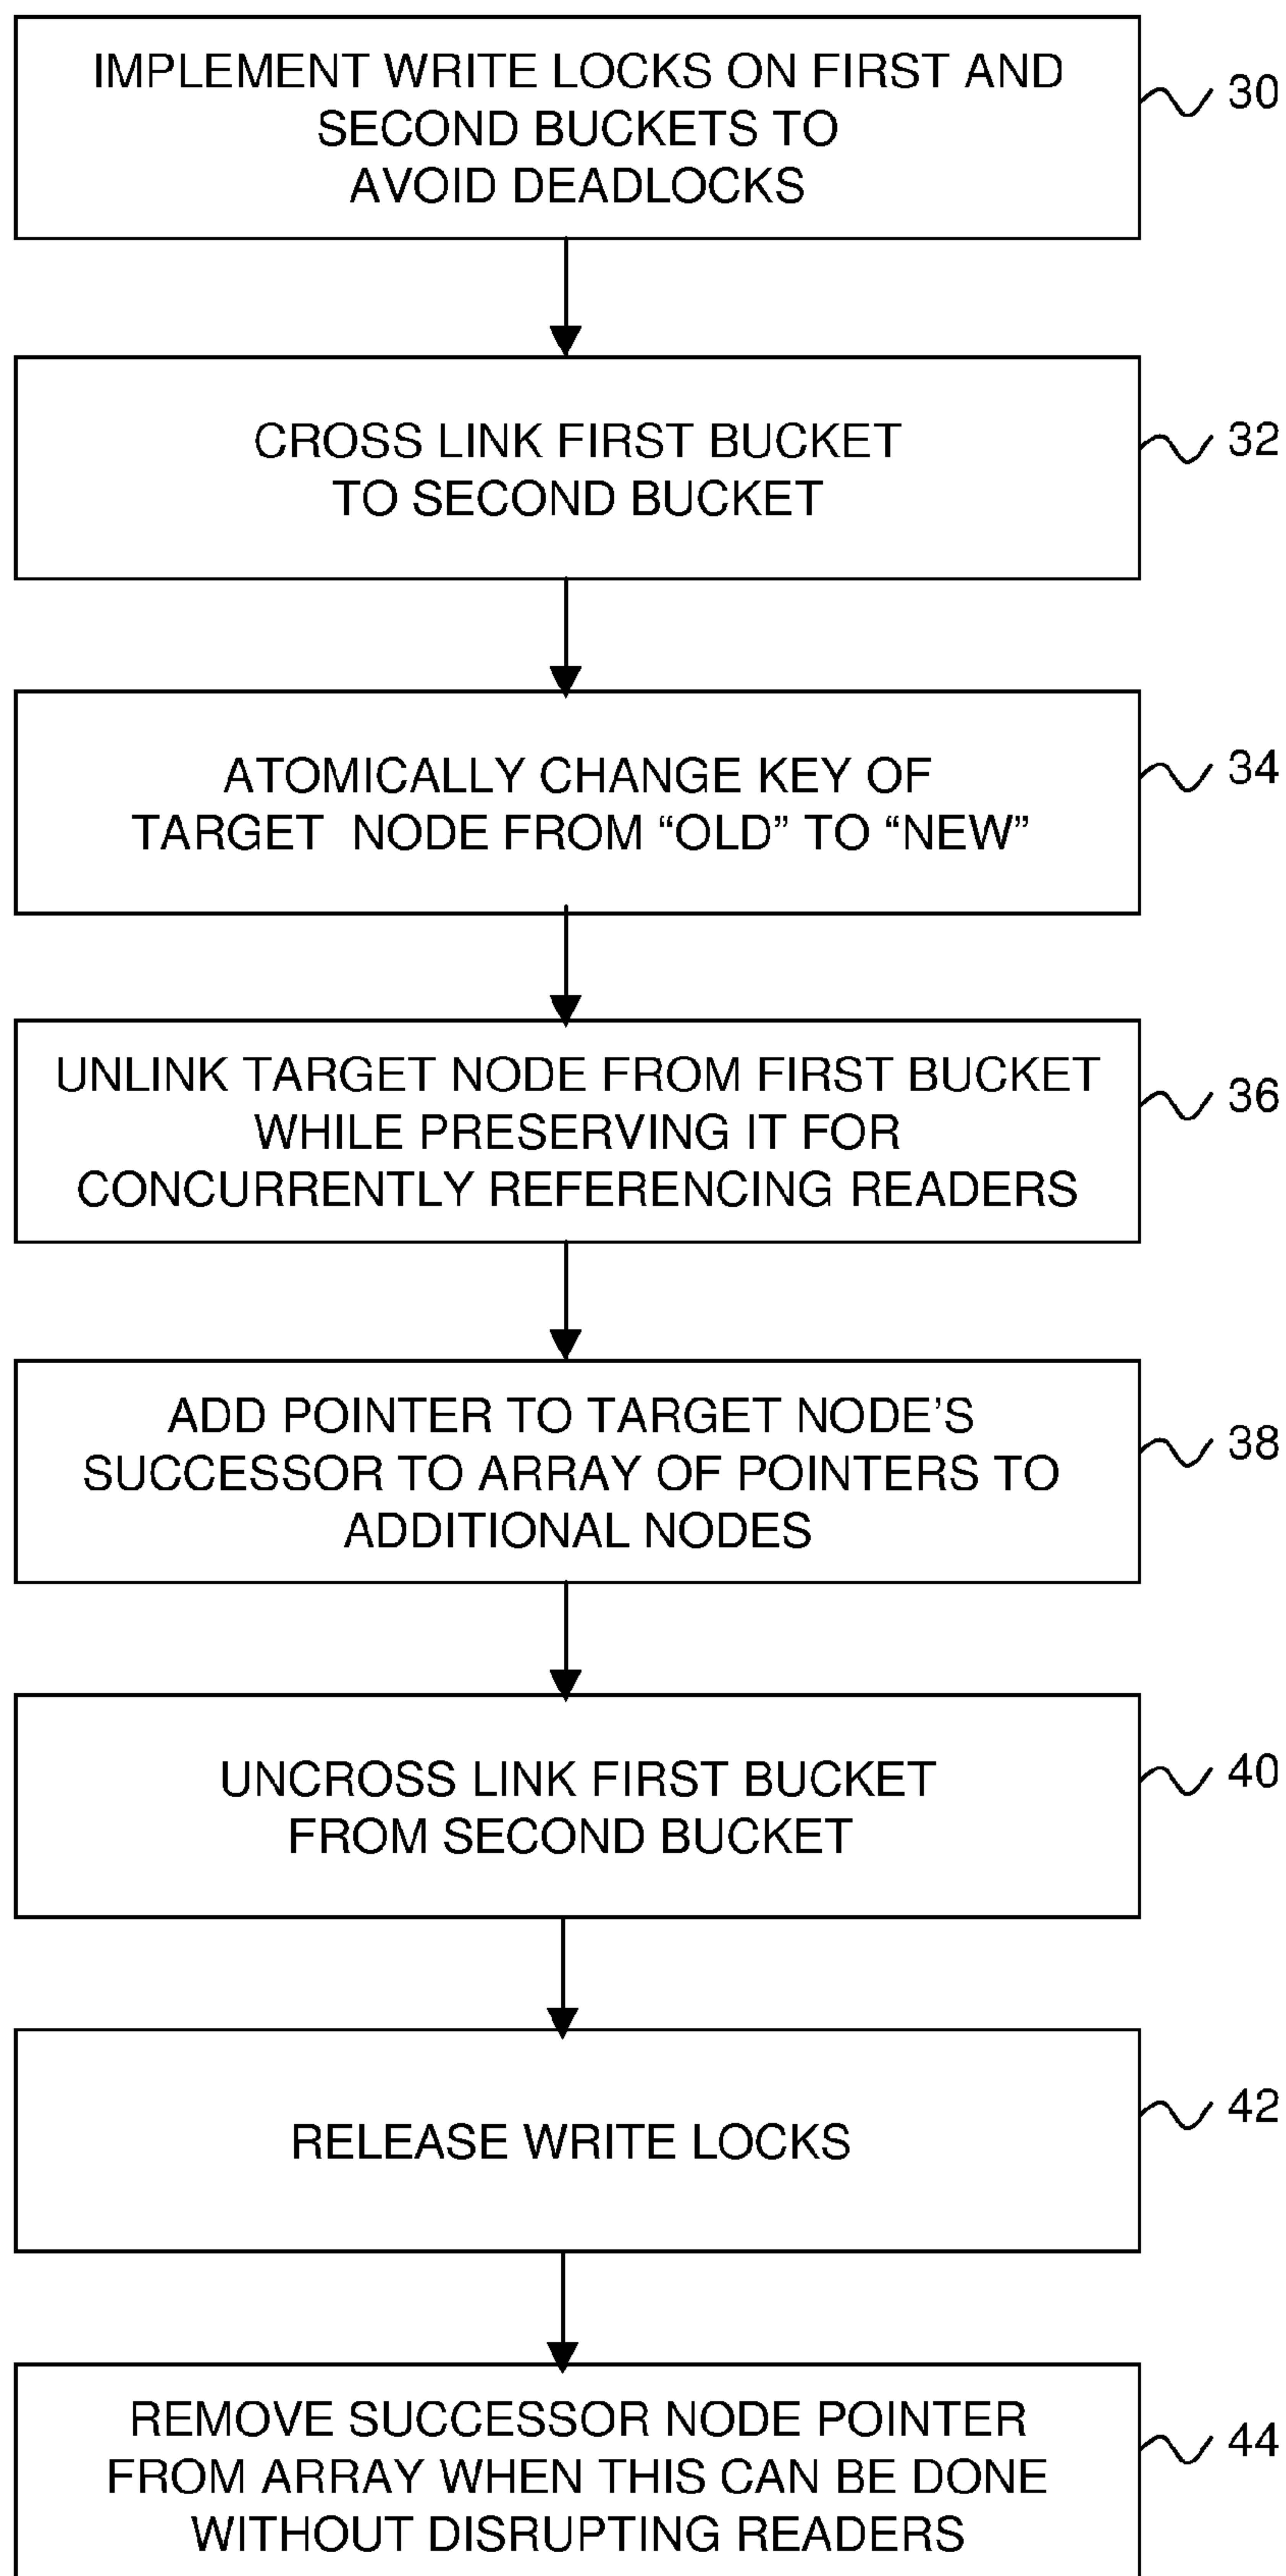 IMPLEMENT WRITE LOCKS ON FIRST AND
SECOND BUCKETS TO
AVOID DEADLOCKS
30
CROSS LINK FIRST BUCKET
TO SECOND BUCKET
32
ATOMICALLY CHANGE KEY OF
TARGET NODE FROM “OLD” TO “NEW”
34
UNLINK TARGET NODE FROM FIRST BUCKET
WHILE PRESERVING IT FOR
CONCURRENTLY REFERENCING READERS
36
ADD POINTER TO TARGET NODE’S
SUCCESSOR TO ARRAY OF POINTERS TO
ADDITIONAL NODES
38
UNCROSS LINK FIRST BUCKET
FROM SECOND BUCKET
40
RELEASE WRITE LOCKS
42
REMOVE SUCCESSOR NODE POINTER
FROM ARRAY WHEN THIS CAN BE DONE
WITHOUT DISRUPTING READERS
44